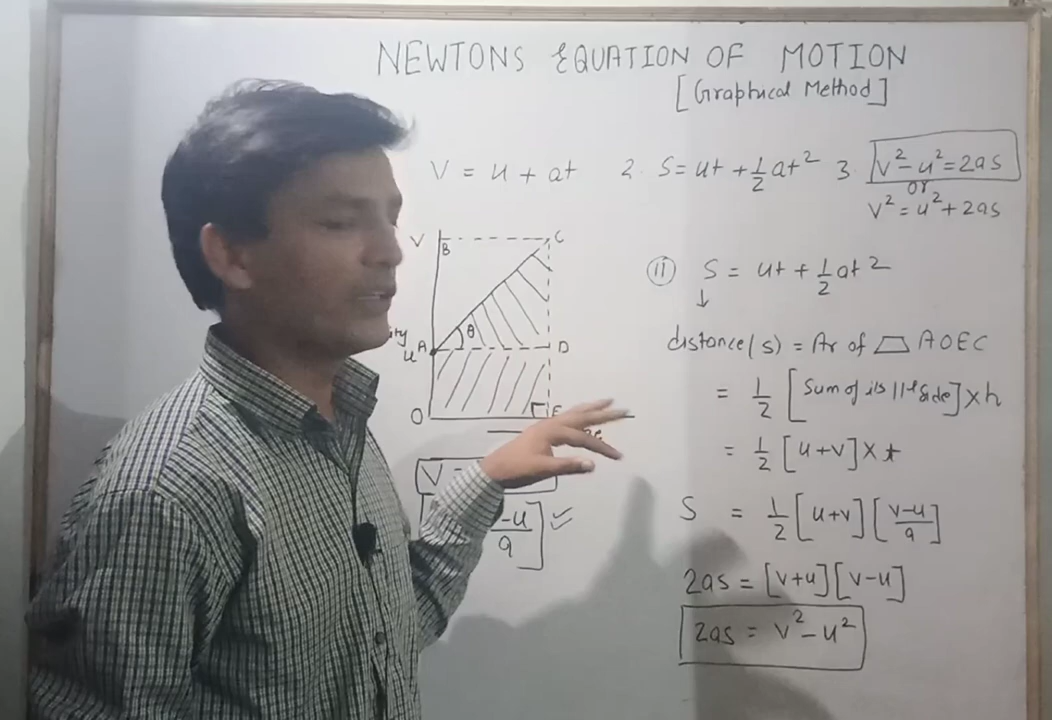 NEWTONS EQUATION OF MOTION
[Graphical Method]
V = u + at 2. S = ut + 1/2 at² 3. v² - u² = 2as
or
v² = u² + 2as
V B C
A θ D
u
O E
(ii) S = ut + 1/2 at²
↓
distance(s) = Ar of ⏢ AOEC
= 1/2 [Sum of its ||el side] × h
= 1/2 [u+v] × t
S = 1/2 [u+v] [v-u/a]
2as = [v+u] [v-u]
2as = v² - u²
V
-u/a]